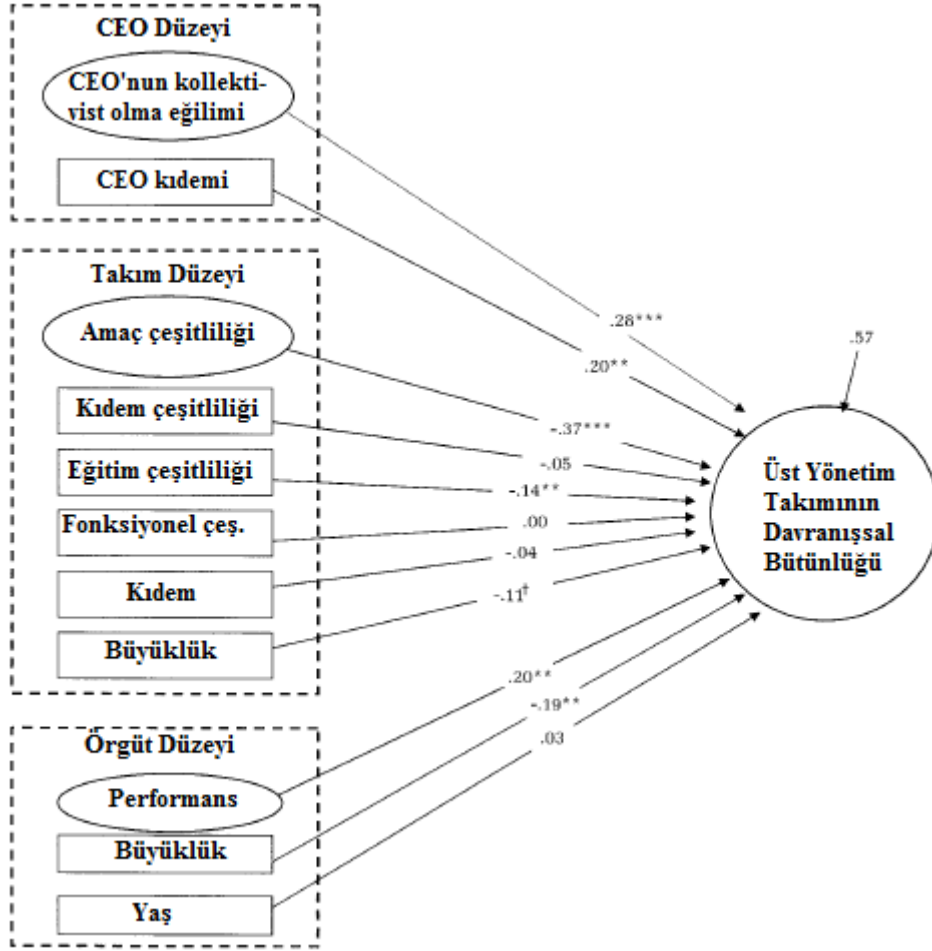 CEO Düzeyi
CEO'nun kollekti-
vist olma eğilimi
CEO kıdemi
Takım Düzeyi
Amaç çeşitliliği
Kıdem çeşitliliği
Eğitim çeşitliliği
Fonksiyonel çeş.
Kıdem
Büyüklük
Örgüt Düzeyi
Performans
Büyüklük
Yaş
.28***
.20**
-.37***
-.05
-.14**
.00
-.04
-.11†
.20**
-.19**
.03
.57
Üst Yönetim
Takımının
Davranışsal
Bütünlüğü